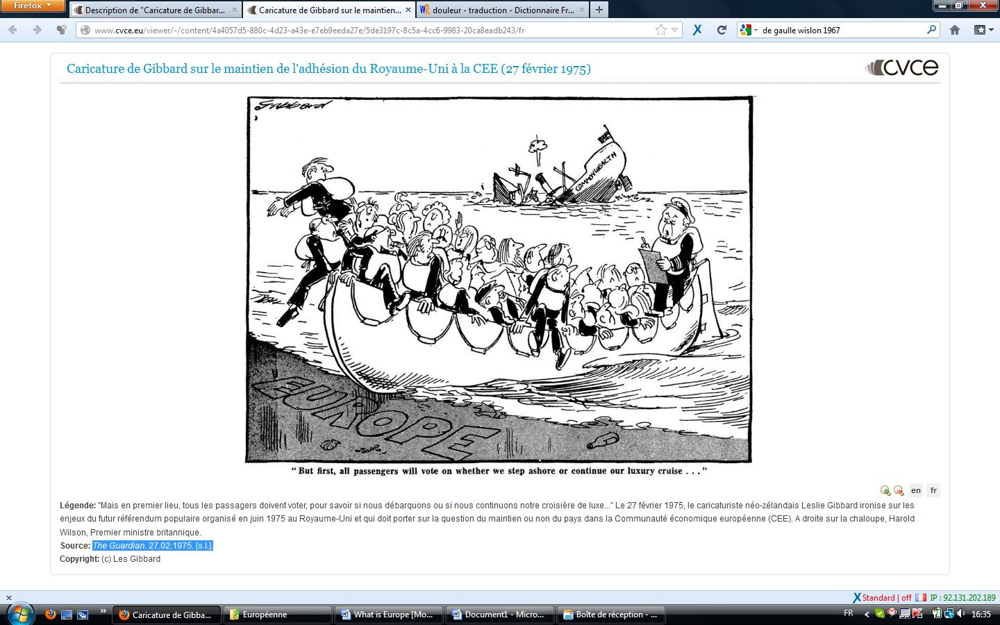 Firefox
Description de "Caricature de Gibbar...
Caricature de Gibbard sur le maintien...
douleur - traduction - Dictionnaire Fr...
www.cvce.eu/viewer/-/content/4a4057d5-880c-4d23-a43e-e7eb9eeda27e/5de3197c-8c5a-4cc6-9983-20ca8eadb243/fr
de gaulle wislon 1967
Caricature de Gibbard sur le maintien de l'adhésion du Royaume-Uni à la CEE (27 février 1975)
cvce
Gibbard
COMMONWEALTH
EUROPE
"But first, all passengers will vote on whether we step ashore or continue our luxury cruise . . ."
en fr
Légende: "Mais en premier lieu, tous les passagers doivent voter, pour savoir si nous débarquons ou si nous continuons notre croisière de luxe..." Le 27 février 1975, le caricaturiste néo-zélandais Leslie Gibbard ironise sur les
enjeux du futur référendum populaire organisé en juin 1975 au Royaume-Uni et qui doit porter sur la question du maintien ou non du pays dans la Communauté économique européenne (CEE). A droite sur la chaloupe, Harold
Wilson, Premier ministre britannique.
Source: The Guardian. 27.02.1975. [s.l.].
Copyright: (c) Les Gibbard
Standard | off IP : 92.131.202.189
Caricature de Gibba...
Européenne
What is Europe [Mo...
Document1 - Micro...
Boîte de réception - ...
FR
16:35